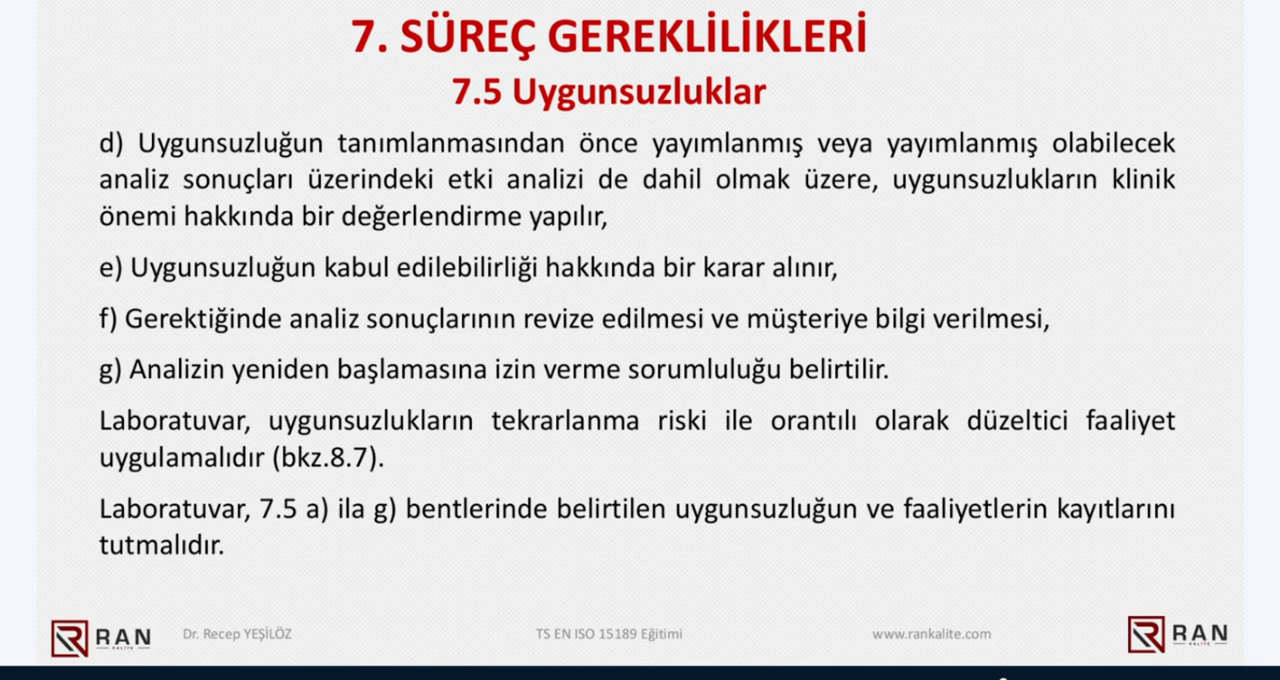 7. SÜREÇ GEREKLİLİKLERİ
7.5 Uygunsuzluklar
d) Uygunsuzluğun tanımlanmasından önce yayımlanmış veya yayımlanmış olabilecek
analiz sonuçları üzerindeki etki analizi de dahil olmak üzere, uygunsuzlukların klinik
önemi hakkında bir değerlendirme yapılır,
e) Uygunsuzluğun kabul edilebilirliği hakkında bir karar alınır,
f) Gerektiğinde analiz sonuçlarının revize edilmesi ve müşteriye bilgi verilmesi,
g) Analizin yeniden başlamasına izin verme sorumluluğu belirtilir.
Laboratuvar, uygunsuzlukların tekrarlanma riski ile orantılı olarak düzeltici faaliyet
uygulamalıdır (bkz.8.7).
Laboratuvar, 7.5 a) ila g) bentlerinde belirtilen uygunsuzluğun ve faaliyetlerin kayıtlarını
tutmalıdır.
RAN
KALİTE
Dr. Recep YEŞİLÖZ
TS EN ISO 15189 Eğitimi
www.rankalite.com
RAN
KALİTE